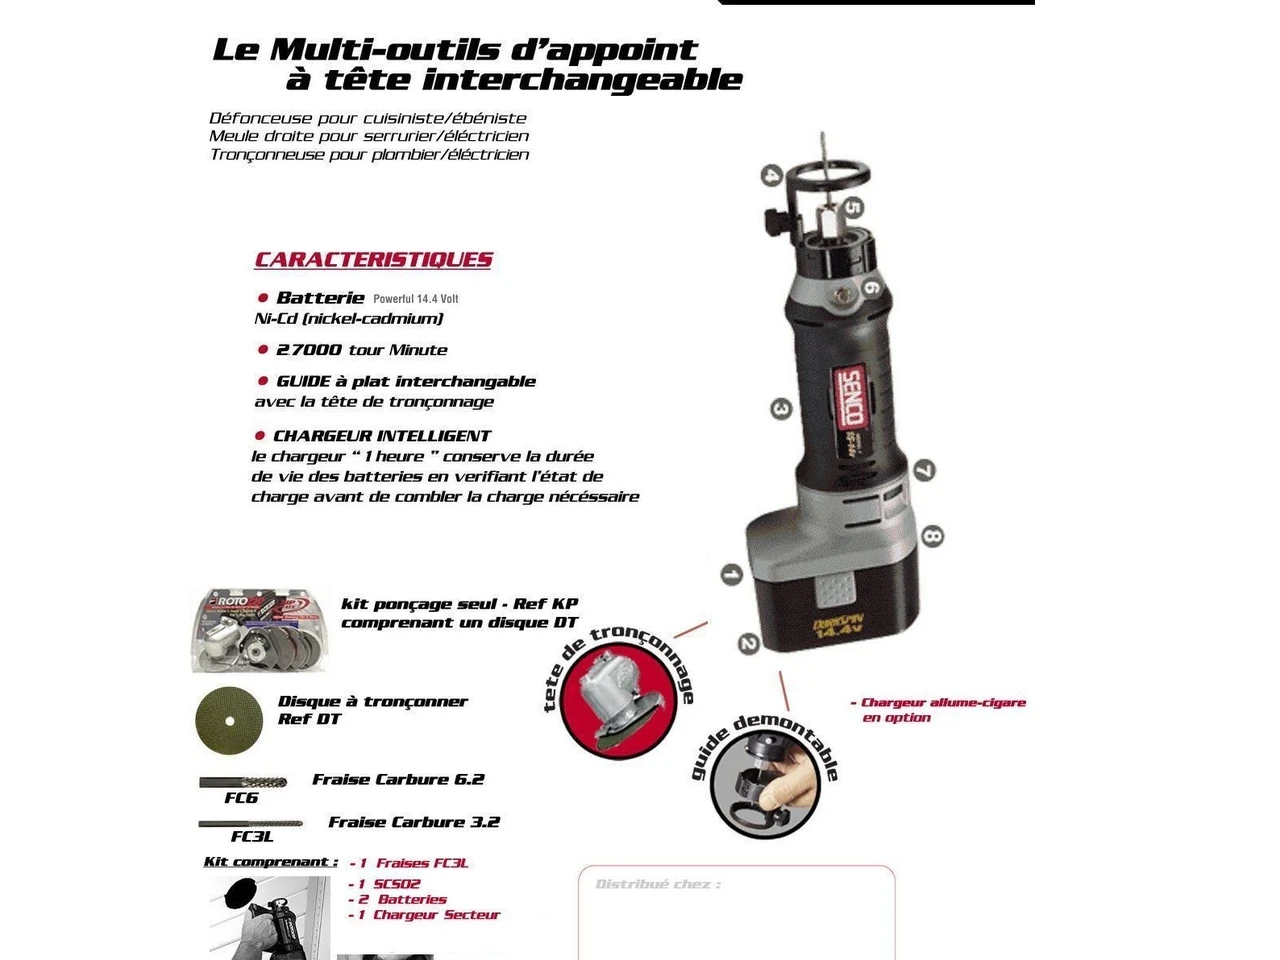 Le Multi-outils d'appoint
à tête interchangeable
Défonceuse pour cuisiniste/ébéniste
Meule droite pour serrurier/éléctricien
Tronçonneuse pour plombier/éléctricien
CARACTERISTIQUES
• Batterie Powerful 14.4 Volt
Ni-Cd (nickel-cadmium)
• 2.7000 tour Minute
• GUIDE à plat interchangable
avec la tête de tronçonnage
• CHARGEUR INTELLIGENT
le chargeur “ 1 heure ” conserve la durée
de vie des batteries en verifiant l'état de
charge avant de combler la charge nécéssaire
4
5
6
SENCO
3
7
8
1
2
14.4v
kit ponçage seul - Ref KP
comprenant un disque DT
ROTO
Disque à tronçonner
Ref DT
tete de tronçonnage
guide demontable
- Chargeur allume-cigare
en option
Fraise Carbure 6.2
FC6
Fraise Carbure 3.2
FC3L
Kit comprenant : - 1 Fraises FC3L
- 1 SCS02
- 2 Batteries
- 1 Chargeur Secteur
Distribué chez :